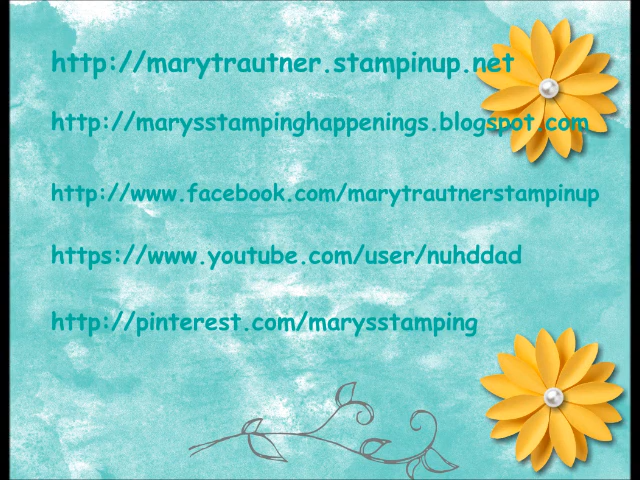 http://marytrautner.stampinup.net
http://marysstampinghappenings.blogspot.com
http://www.facebook.com/marytrautnerstampinup
https://www.youtube.com/user/nuhddad
http://pinterest.com/marysstamping